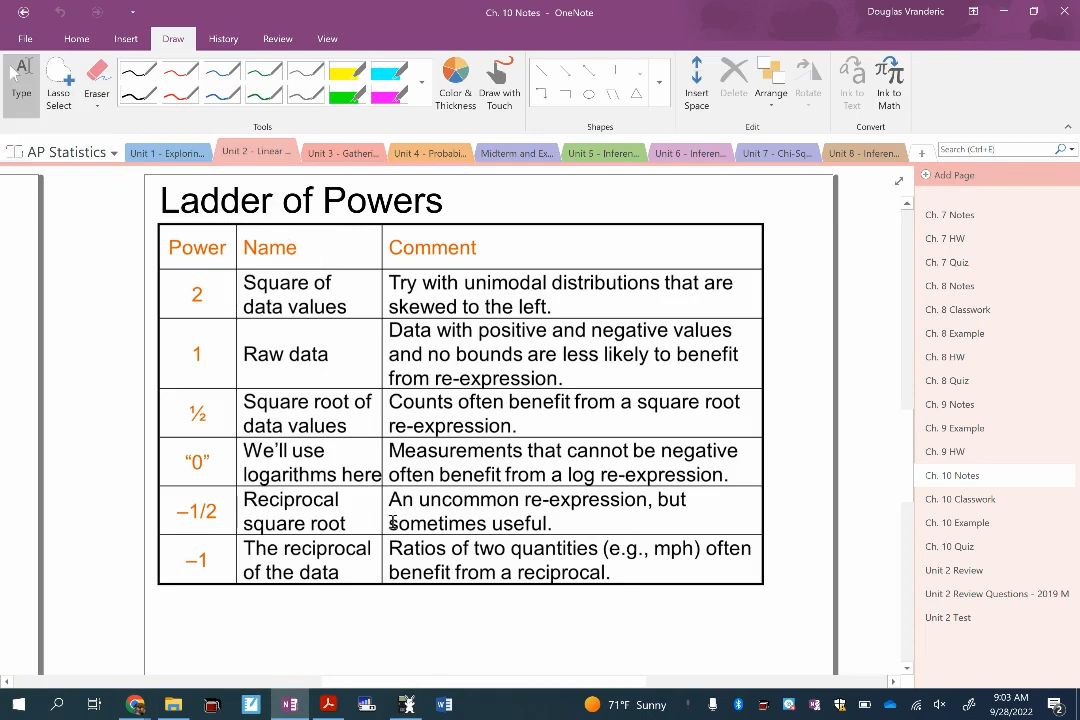 Ch. 10 Notes - OneNote
Douglas Vranderic
File Home Insert Draw History Review View
Type
Lasso Select
Eraser
Color & Thickness
Draw with Touch
Insert Space
Delete
Arrange
Rotate
Ink to Text
Ink to Math
Tools
Shapes
Edit
Convert
AP Statistics
Unit 1 - Explorin...
Unit 2 - Linear ...
Unit 3 - Gatheri...
Unit 4 - Probabi...
Midterm and Ex...
Unit 5 - Inferen...
Unit 6 - Inferen...
Unit 7 - Chi-Sq...
Unit 8 - Inferen...
Search (Ctrl+E)
Add Page
Ladder of Powers
Power Name Comment
2 Square of data values Try with unimodal distributions that are
skewed to the left.
1 Raw data Data with positive and negative values
and no bounds are less likely to benefit
from re-expression.
½ Square root of data values Counts often benefit from a square root
re-expression.
“0” We’ll use logarithms here Measurements that cannot be negative
often benefit from a log re-expression.
–1/2 Reciprocal square root An uncommon re-expression, but
sometimes useful.
–1 The reciprocal of the data Ratios of two quantities (e.g., mph) often
benefit from a reciprocal.
Ch. 7 Notes
Ch. 7 HW
Ch. 7 Quiz
Ch. 8 Notes
Ch. 8 Classwork
Ch. 8 Example
Ch. 8 HW
Ch. 8 Quiz
Ch. 9 Notes
Ch. 9 Example
Ch. 9 HW
Ch. 10 Notes
Ch. 10 Classwork
Ch. 10 Example
Ch. 10 Quiz
Unit 2 Review
Unit 2 Review Questions - 2019 M
Unit 2 Test
71°F Sunny
9:03 AM
9/28/2022
2